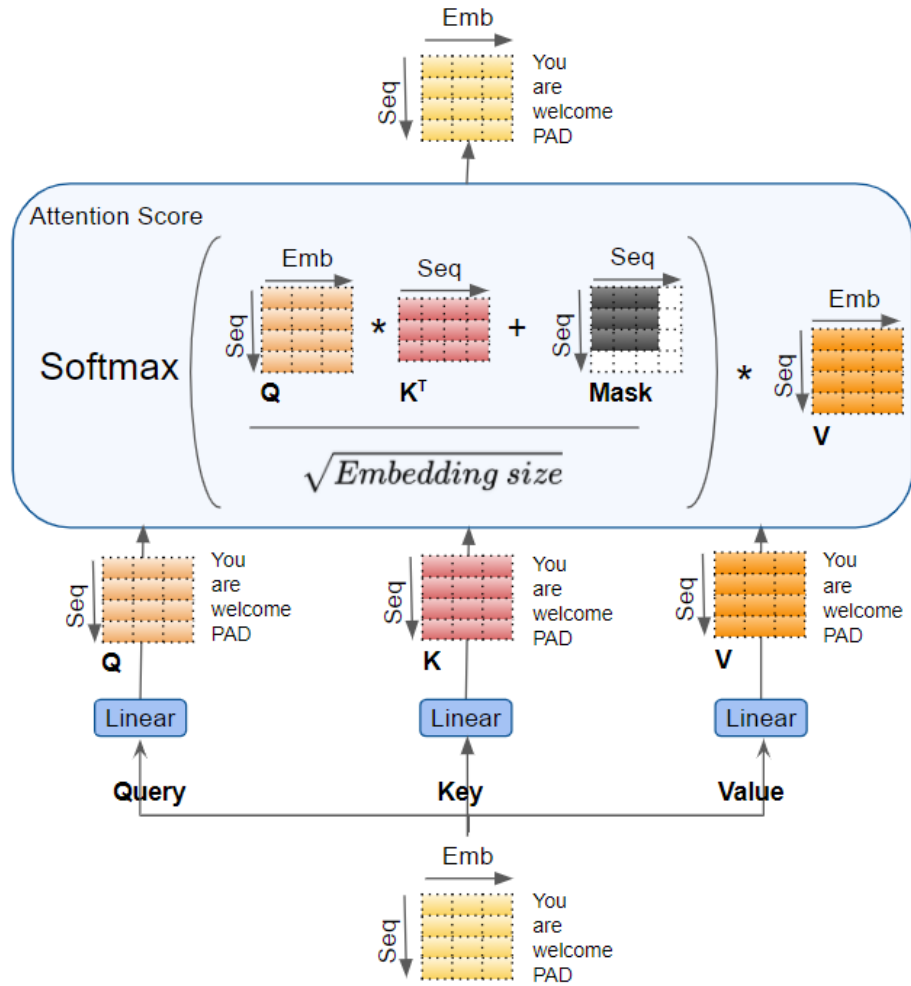 Emb
Seq
You
are
welcome
PAD
Attention Score
Softmax
Emb
Seq
Q
*
Seq
K^T
+
Seq
Seq
Mask
√Embedding size
*
Emb
Seq
V
Seq
Q
You
are
welcome
PAD
Seq
K
You
are
welcome
PAD
Seq
V
You
are
welcome
PAD
Linear
Linear
Linear
Query
Key
Value
Emb
Seq
You
are
welcome
PAD